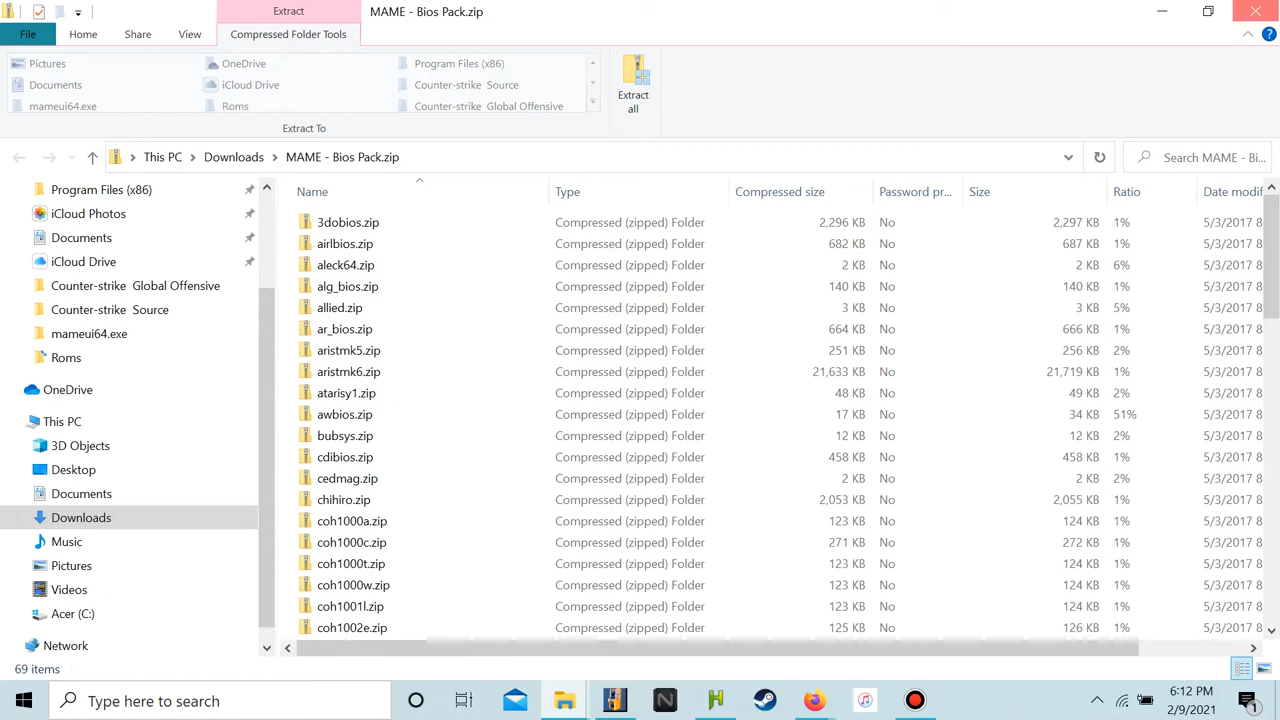 Extract
MAME - Bios Pack.zip
File Home Share View Compressed Folder Tools
Pictures OneDrive Program Files (x86)
Documents iCloud Drive Counter-strike Source
mameui64.exe Roms Counter-strike Global Offensive
Extract all
Extract To
This PC Downloads MAME - Bios Pack.zip Search MAME - Bi...
Program Files (x86)
iCloud Photos
Documents
iCloud Drive
Counter-strike Global Offensive
Counter-strike Source
mameui64.exe
Roms
OneDrive
This PC
3D Objects
Desktop
Documents
Downloads
Music
Pictures
Videos
Acer (C:)
Network
Name Type Compressed size Password pr... Size Ratio Date modif
3dobios.zip Compressed (zipped) Folder 2,296 KB No 2,297 KB 1% 5/3/2017 8
airlbios.zip Compressed (zipped) Folder 682 KB No 687 KB 1% 5/3/2017 8
aleck64.zip Compressed (zipped) Folder 2 KB No 2 KB 6% 5/3/2017 8
alg_bios.zip Compressed (zipped) Folder 140 KB No 140 KB 1% 5/3/2017 8
allied.zip Compressed (zipped) Folder 3 KB No 3 KB 5% 5/3/2017 8
ar_bios.zip Compressed (zipped) Folder 664 KB No 666 KB 1% 5/3/2017 8
aristmk5.zip Compressed (zipped) Folder 251 KB No 256 KB 2% 5/3/2017 8
aristmk6.zip Compressed (zipped) Folder 21,633 KB No 21,719 KB 1% 5/3/2017 8
atarisy1.zip Compressed (zipped) Folder 48 KB No 49 KB 2% 5/3/2017 8
awbios.zip Compressed (zipped) Folder 17 KB No 34 KB 51% 5/3/2017 8
bubsys.zip Compressed (zipped) Folder 12 KB No 12 KB 2% 5/3/2017 8
cdibios.zip Compressed (zipped) Folder 458 KB No 458 KB 1% 5/3/2017 8
cedmag.zip Compressed (zipped) Folder 2 KB No 2 KB 2% 5/3/2017 8
chihiro.zip Compressed (zipped) Folder 2,053 KB No 2,055 KB 1% 5/3/2017 8
coh1000a.zip Compressed (zipped) Folder 123 KB No 124 KB 1% 5/3/2017 8
coh1000c.zip Compressed (zipped) Folder 271 KB No 272 KB 1% 5/3/2017 8
coh1000t.zip Compressed (zipped) Folder 123 KB No 124 KB 1% 5/3/2017 8
coh1000w.zip Compressed (zipped) Folder 123 KB No 124 KB 1% 5/3/2017 8
coh1001l.zip Compressed (zipped) Folder 123 KB No 124 KB 1% 5/3/2017 8
coh1002e.zip Compressed (zipped) Folder 125 KB No 126 KB 1% 5/3/2017 8
69 items
Type here to search
6:12 PM
2/9/2021
1